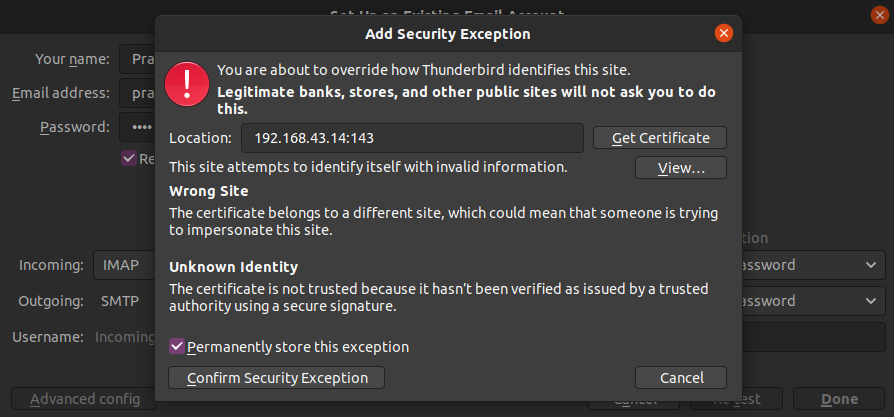 Set Up an Existing Email Account
Add Security Exception
Your name: Pra
You are about to override how Thunderbird identifies this site.
Legitimate banks, stores, and other public sites will not ask you to do
this.
Email address: pra
Password: ••••
Location: 192.168.43.14:143 Get Certificate
Re
This site attempts to identify itself with invalid information. View...
Wrong Site
The certificate belongs to a different site, which could mean that someone is trying
to impersonate this site.
tion
Incoming: IMAP assword
Unknown Identity
The certificate is not trusted because it hasn't been verified as issued by a trusted
authority using a secure signature.
Outgoing: SMTP assword
Username: Incoming
Permanently store this exception
Confirm Security Exception Cancel
Advanced config Cancel Re-test Done